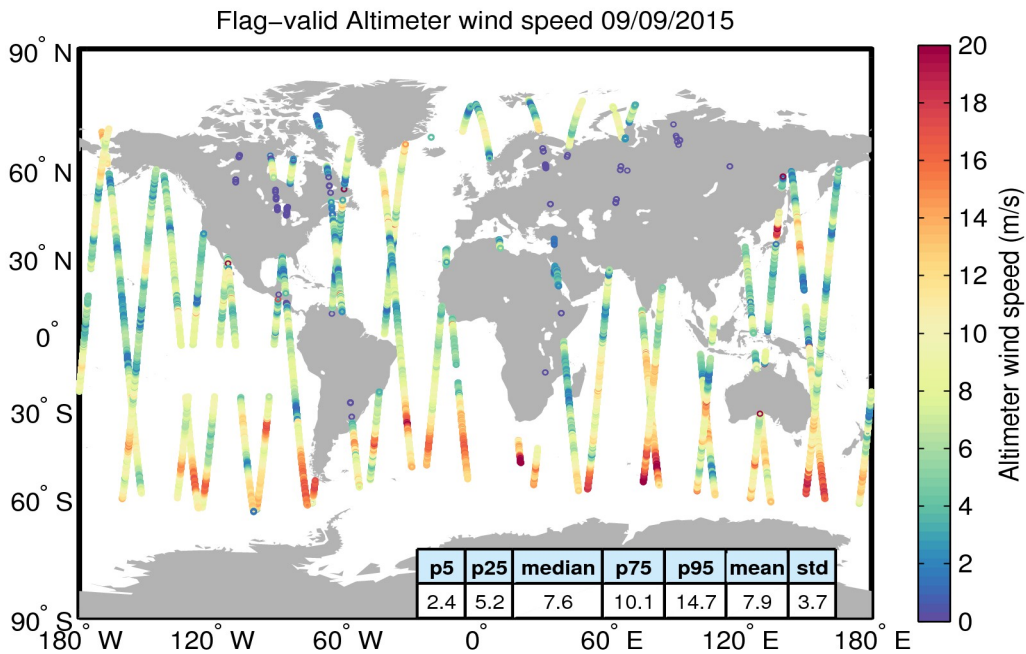 Flag−valid Altimeter wind speed 09/09/2015
90° N
60° N
30° N
0°
30° S
60° S
90° S
180° W
120° W
60° W
0°
60° E
120° E
180° E
p5 p25 median p75 p95 mean std
2.4 5.2 7.6 10.1 14.7 7.9 3.7
20
18
16
14
12
10
8
6
4
2
0
Altimeter wind speed (m/s)